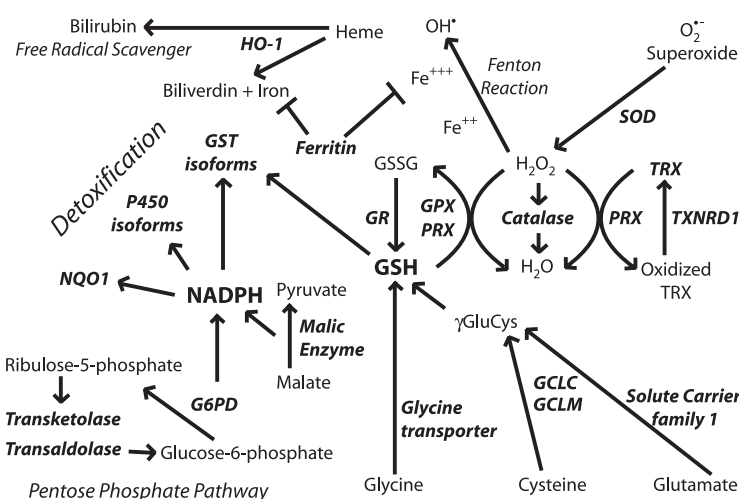 Bilirubin
Free Radical Scavenger
HO-1
Heme
Biliverdin + Iron
Ferritin
OH•
Fe+++
Fenton
Reaction
Fe++
O2•-
Superoxide
SOD
Detoxification
GST
isoforms
P450
isoforms
NQO1
NADPH
GSSG
GR
GPX
PRX
GSH
H2O2
Catalase
H2O
PRX
TRX
TXNRD1
Oxidized
TRX
Pyruvate
Malic
Enzyme
Malate
γGluCys
Ribulose-5-phosphate
Transketolase
Transaldolase
G6PD
Glucose-6-phosphate
Pentose Phosphate Pathway
Glycine
transporter
Glycine
GCLC
GCLM
Cysteine
Solute Carrier
family 1
Glutamate